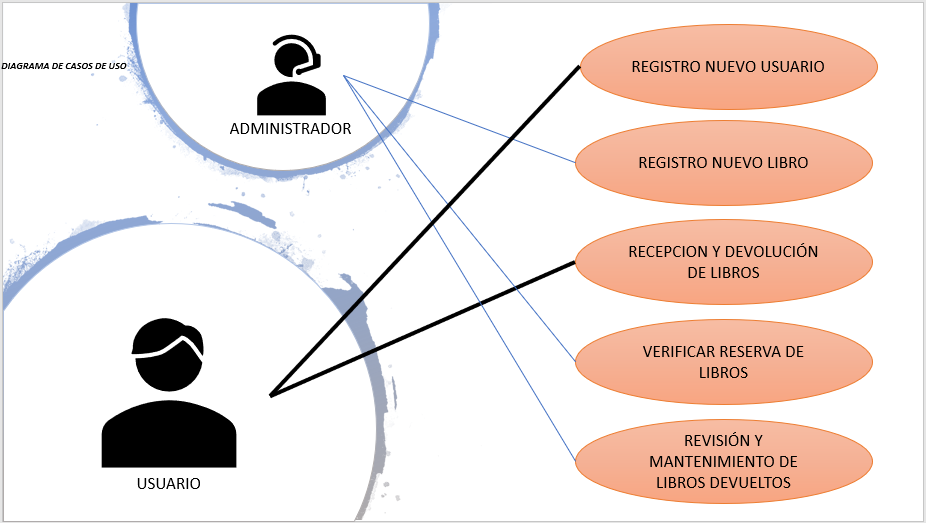 DIAGRAMA DE CASOS DE USO
ADMINISTRADOR
USUARIO
REGISTRO NUEVO USUARIO
REGISTRO NUEVO LIBRO
RECEPCION Y DEVOLUCIÓN
DE LIBROS
VERIFICAR RESERVA DE
LIBROS
REVISIÓN Y
MANTENIMIENTO DE
LIBROS DEVUELTOS